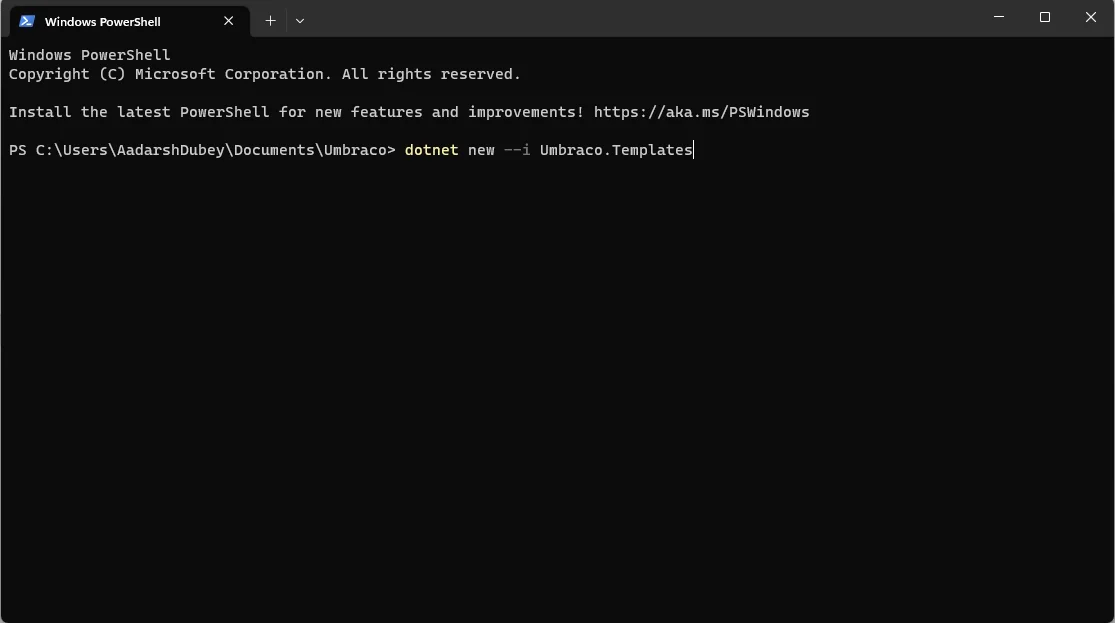 Windows PowerShell
Windows PowerShell
Copyright (C) Microsoft Corporation. All rights reserved.
Install the latest PowerShell for new features and improvements! https://aka.ms/PSWindows
PS C:\Users\AadarshDubey\Documents\Umbraco> dotnet new --i Umbraco.Templates